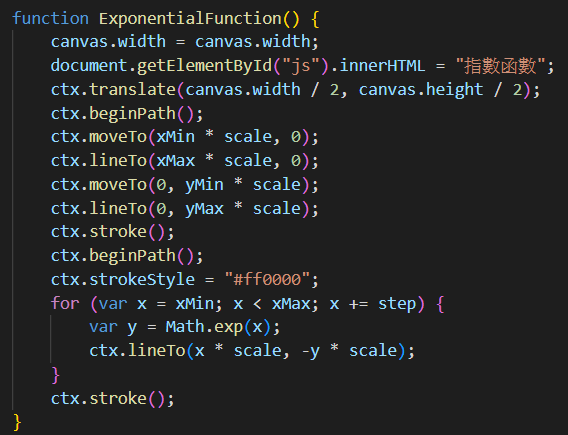 function ExponentialFunction() {
    canvas.width = canvas.width;
    document.getElementById("js").innerHTML = "指數函數";
    ctx.translate(canvas.width / 2, canvas.height / 2);
    ctx.beginPath();
    ctx.moveTo(xMin * scale, 0);
    ctx.lineTo(xMax * scale, 0);
    ctx.moveTo(0, yMin * scale);
    ctx.lineTo(0, yMax * scale);
    ctx.stroke();
    ctx.beginPath();
    ctx.strokeStyle = "#ff0000";
    for (var x = xMin; x < xMax; x += step) {
        var y = Math.exp(x);
        ctx.lineTo(x * scale, -y * scale);
    }
    ctx.stroke();
}